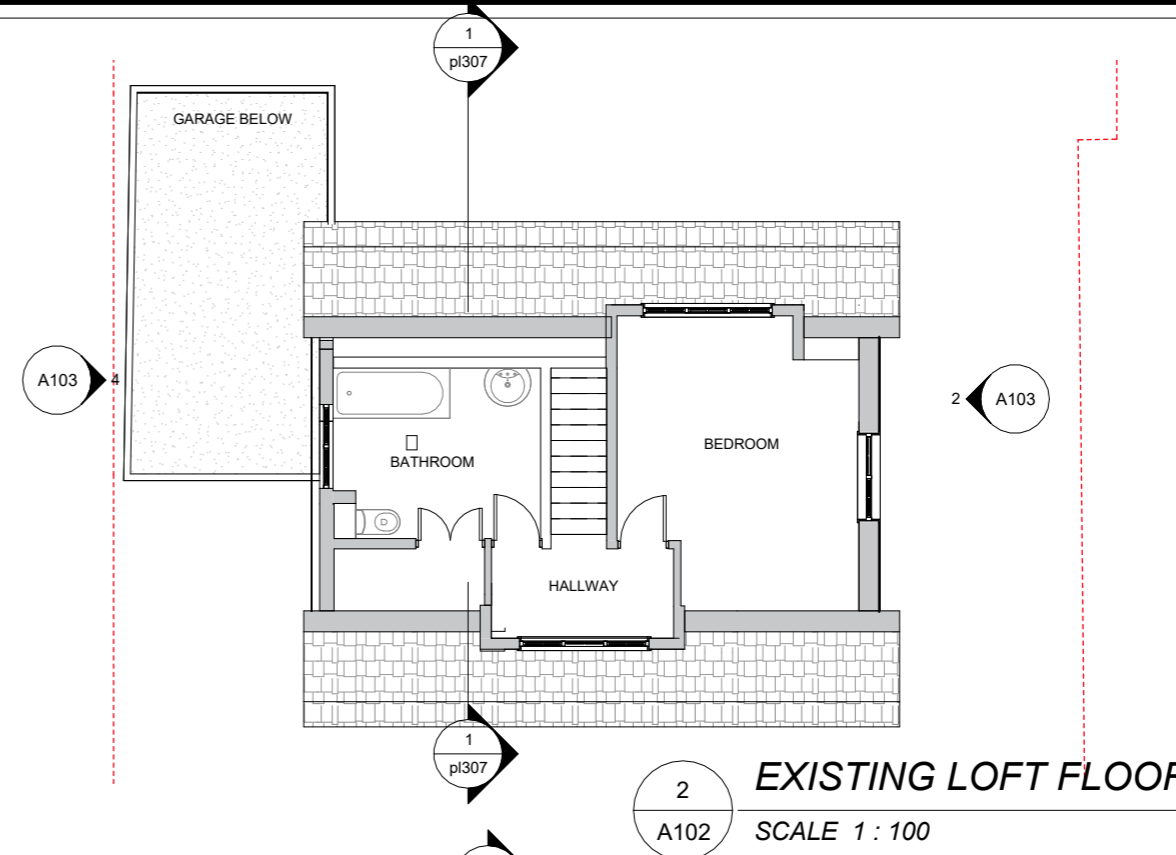 1
pl307
GARAGE BELOW
A103
4
2
A103
BEDROOM
BATHROOM
HALLWAY
1
pl307
2
A102
EXISTING LOFT FLOOR
SCALE 1 : 100